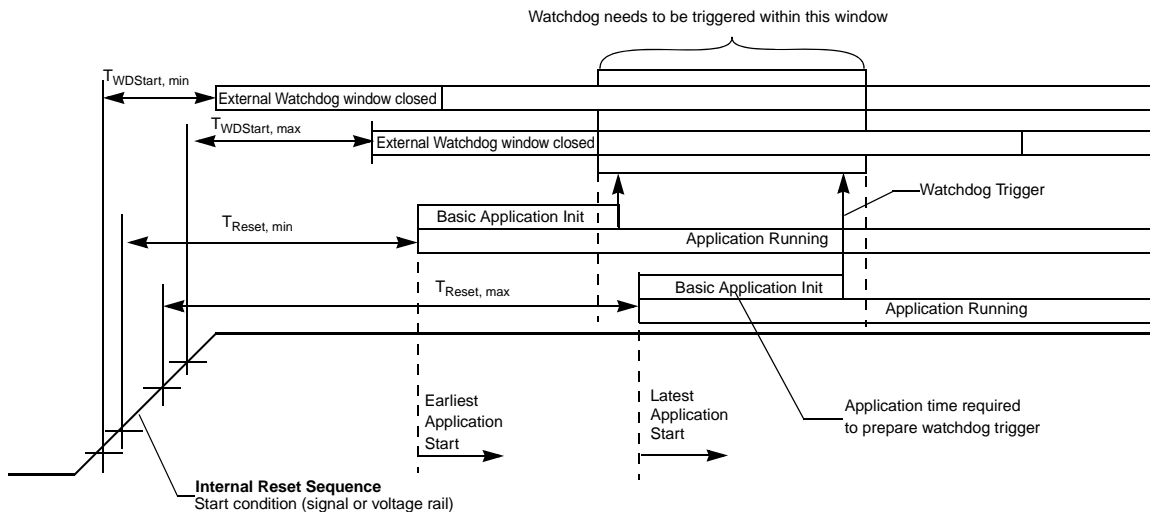 Watchdog needs to be triggered within this window
TWDStart, min
External Watchdog window closed
TWDStart, max
External Watchdog window closed
Watchdog Trigger
Basic Application Init
TReset, min
Application Running
Basic Application Init
TReset, max
Application Running
Earliest
Application
Start
Latest
Application
Start
Application time required
to prepare watchdog trigger
Internal Reset Sequence
Start condition (signal or voltage rail)